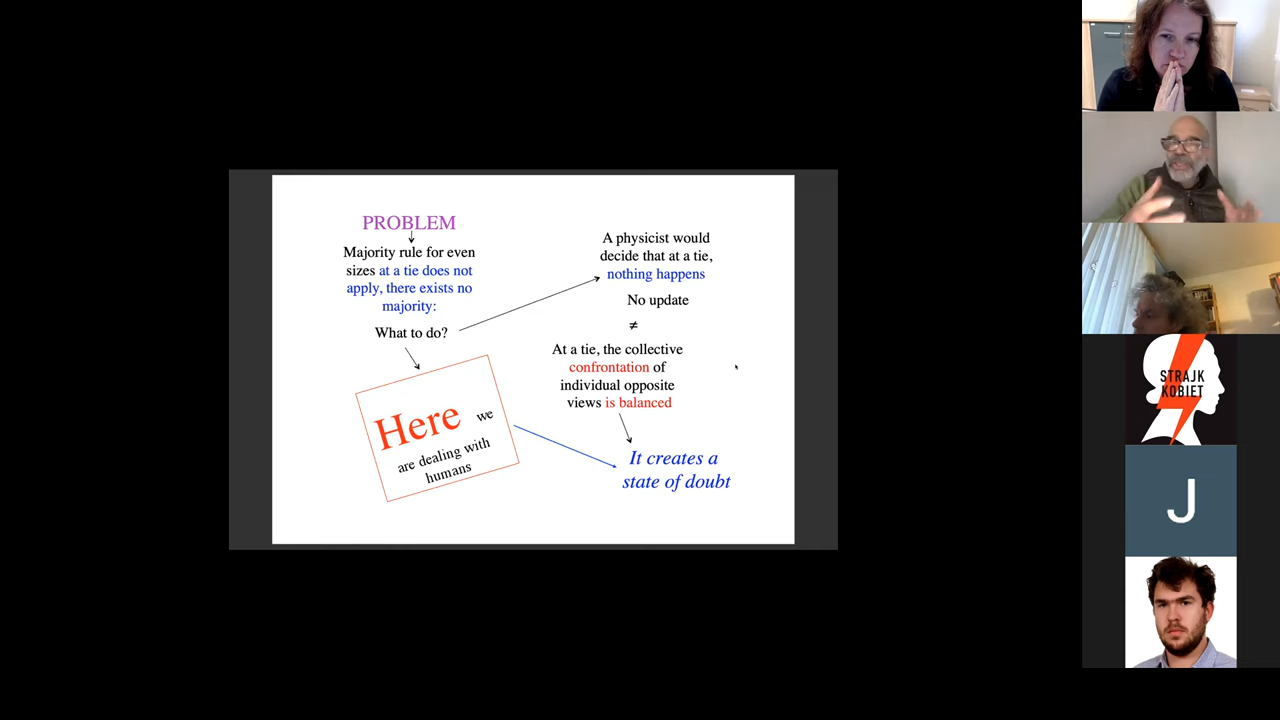 PROBLEM
Majority rule for even
sizes at a tie does not
apply, there exists no
majority:
What to do?
Here we
are dealing with
humans
A physicist would
decide that at a tie,
nothing happens
No update
≠
At a tie, the collective
confrontation of
individual opposite
views is balanced
It creates a
state of doubt
STRAJK
KOBIET
J